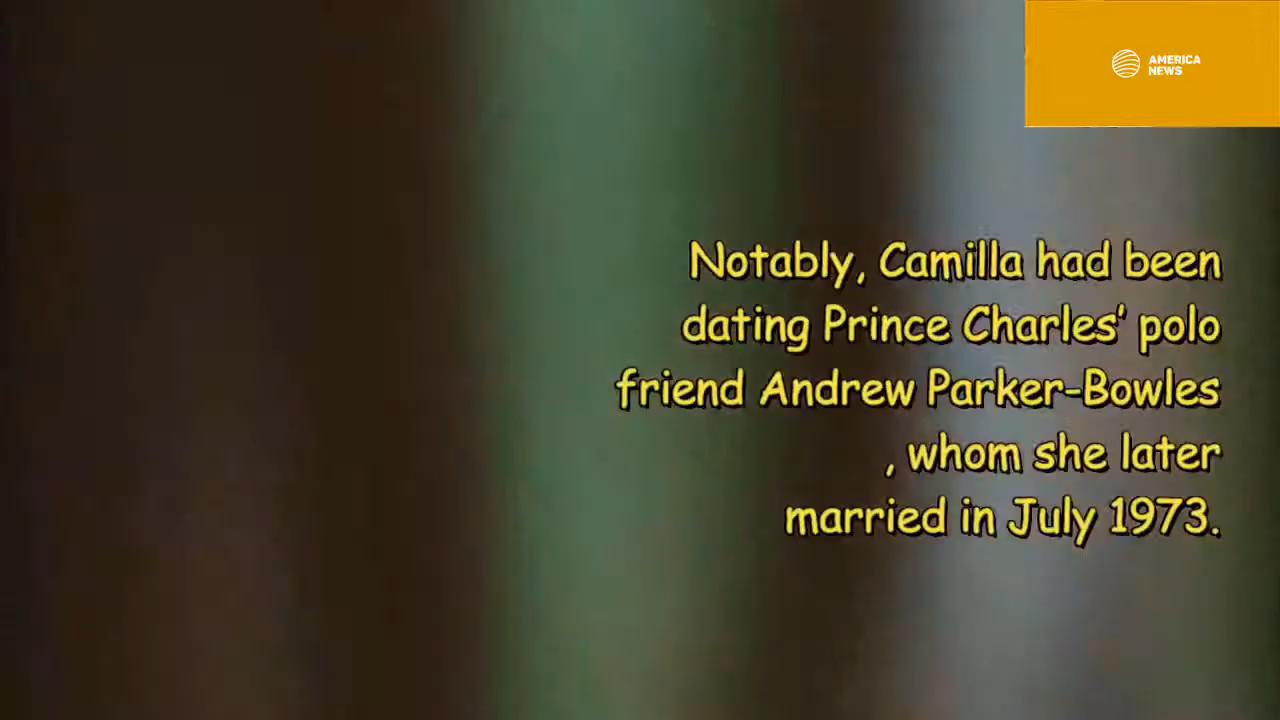 AMERICA
NEWS
Notably, Camilla had been
dating Prince Charles’ polo
friend Andrew Parker-Bowles
, whom she later
married in July 1973.